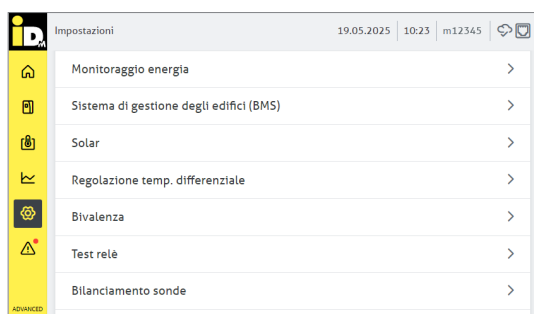 iDM
Impostazioni 19.05.2025 10:23 m12345
Monitoraggio energia
Sistema di gestione degli edifici (BMS)
Solar
Regolazione temp. differenziale
Bivalenza
Test relè
Bilanciamento sonde
ADVANCED